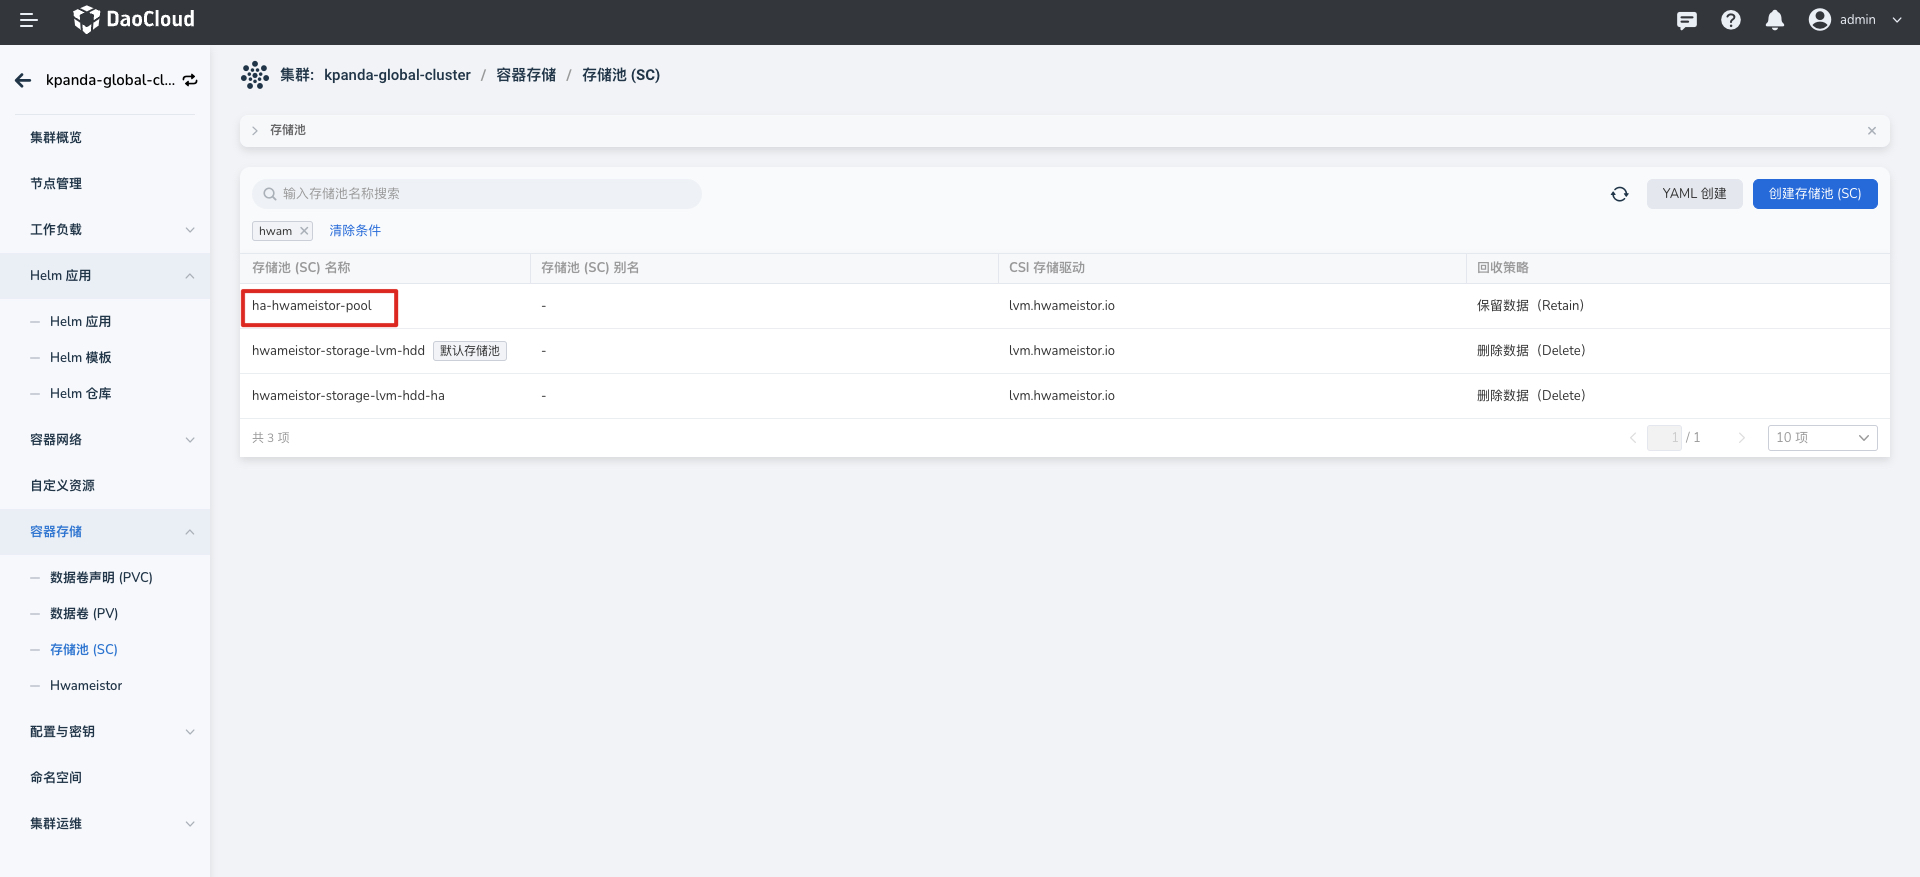 DaoCloud
admin
kpanda-global-cl...
集群概览
节点管理
工作负载
Helm 应用
Helm 应用
Helm 模板
Helm 仓库
容器网络
自定义资源
容器存储
数据卷声明 (PVC)
数据卷 (PV)
存储池 (SC)
Hwameistor
配置与密钥
命名空间
集群运维
集群: kpanda-global-cluster / 容器存储 / 存储池 (SC)
存储池
输入存储池名称搜索
YAML 创建
创建存储池 (SC)
hwam
清除条件
存储池 (SC) 名称 存储池 (SC) 别名 CSI 存储驱动 回收策略
ha-hwameistor-pool - lvm.hwameistor.io 保留数据（Retain）
hwameistor-storage-lvm-hdd 默认存储池 - lvm.hwameistor.io 删除数据（Delete）
hwameistor-storage-lvm-hdd-ha - lvm.hwameistor.io 删除数据（Delete）
共 3 项
1 / 1
10 项